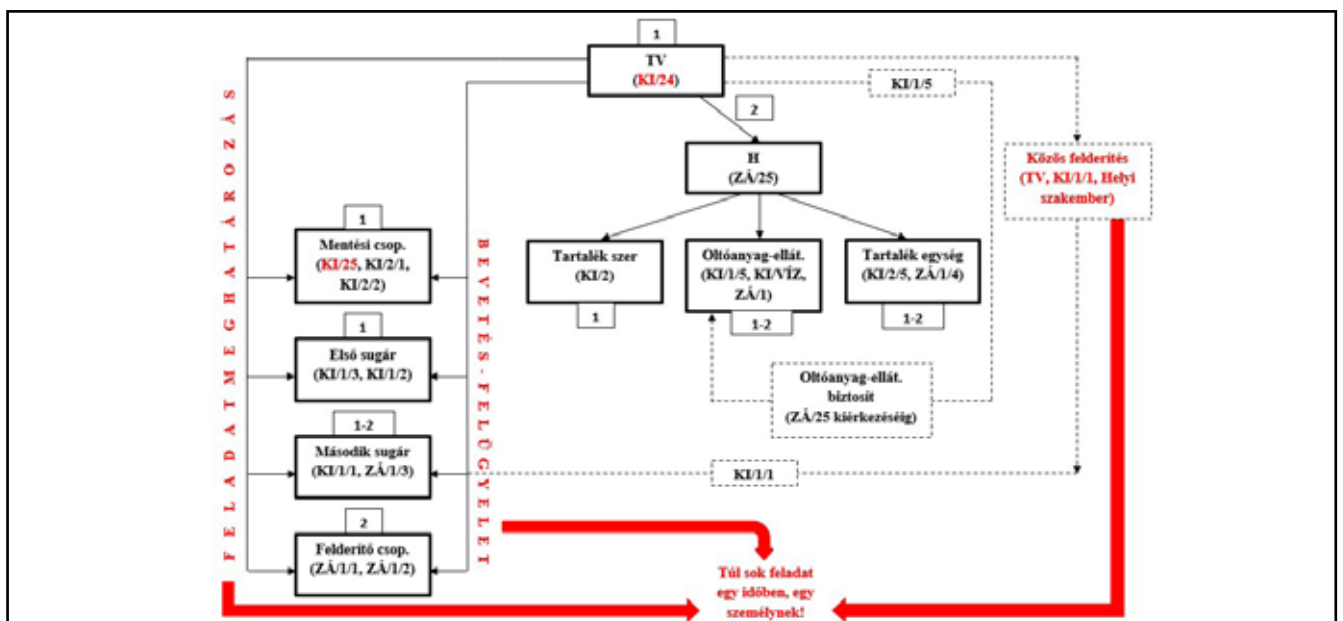 1
TV
(KI/24)
KI/1/5
2
H
(ZÁ/25)
Közös felderítés
(TV, KI/1/1, Helyi
szakember)
FELADATMEGHATÁROZÁS
BEVETÉS-FELÜGYELET
1
Mentési csop.
(KI/25, KI/2/1,
KI/2/2)
Tartalék szer
(KI/2)
1
Oltóanyag-ellát.
(KI/1/5, KI/VÍZ,
ZÁ/1)
1-2
Tartalék egység
(KI/2/5, ZÁ/1/4)
1-2
1
Első sugár
(KI/1/3, KI/1/2)
Oltóanyag-ellát.
biztosít
(ZÁ/25 kiérkezéséig)
1-2
Második sugár
(KI/1/1, ZÁ/1/3)
KI/1/1
2
Felderítő csop.
(ZÁ/1/1, ZÁ/1/2)
Túl sok feladat
egy időben, egy
személynek!